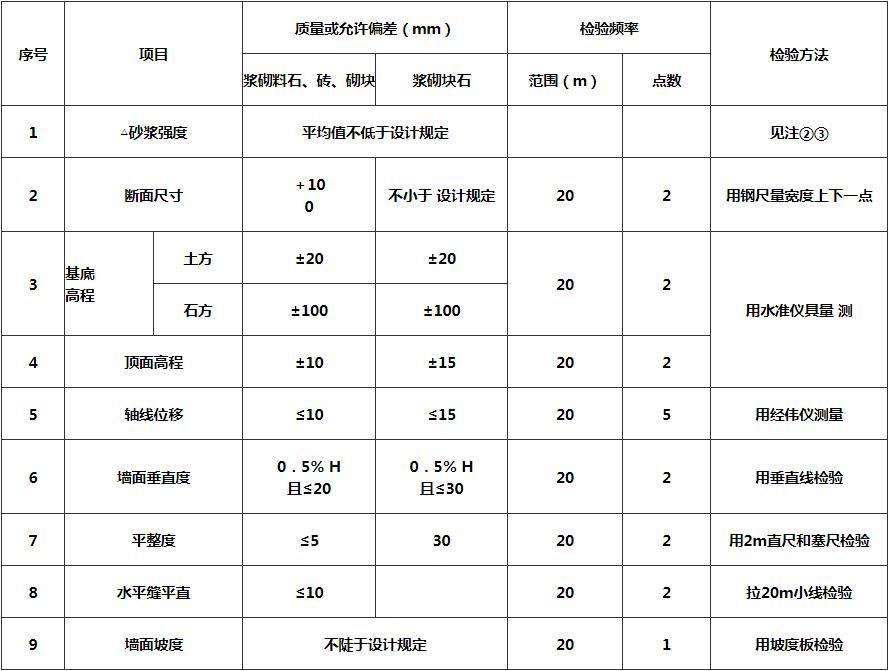 序号
项目
质量或允许偏差（mm）
检验频率
检验方法
浆砌料石、砖、砌块
浆砌块石
范围（m）
点数
1
△砂浆强度
平均值不低于设计规定
见注②③
2
断面尺寸
＋10
0
不小于 设计规定
20
2
用钢尺量宽度上下一点
3
基底
高程
土方
±20
±20
20
2
用水准仪具量 测
石方
±100
±100
4
顶面高程
±10
±15
20
2
5
轴线位移
≤10
≤15
20
5
用经伟仪测量
6
墙面垂直度
0．5% H
且≤20
0．5% H
且≤30
20
2
用垂直线检验
7
平整度
≤5
30
20
2
用2m直尺和塞尺检验
8
水平缝平直
≤10
20
2
拉20m小线检验
9
墙面坡度
不陡于设计规定
20
1
用坡度板检验